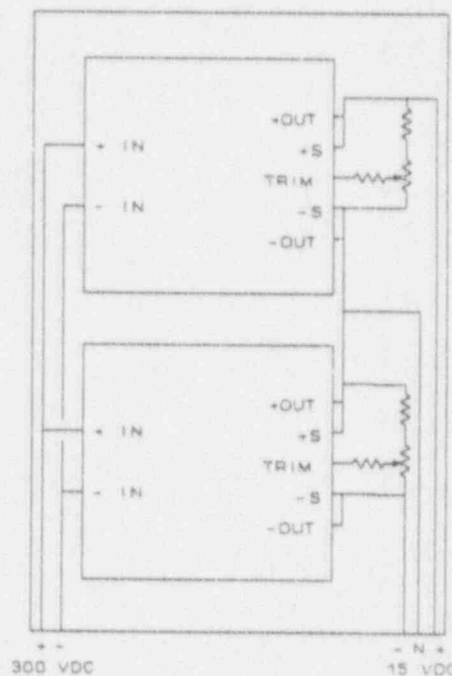 +OUT
+ IN
+S
TRIM
- IN
-S
-OUT
+OUT
+ IN
+S
TRIM
- IN
-S
-OUT
+ -
- N +
300 VDC
15 VDC